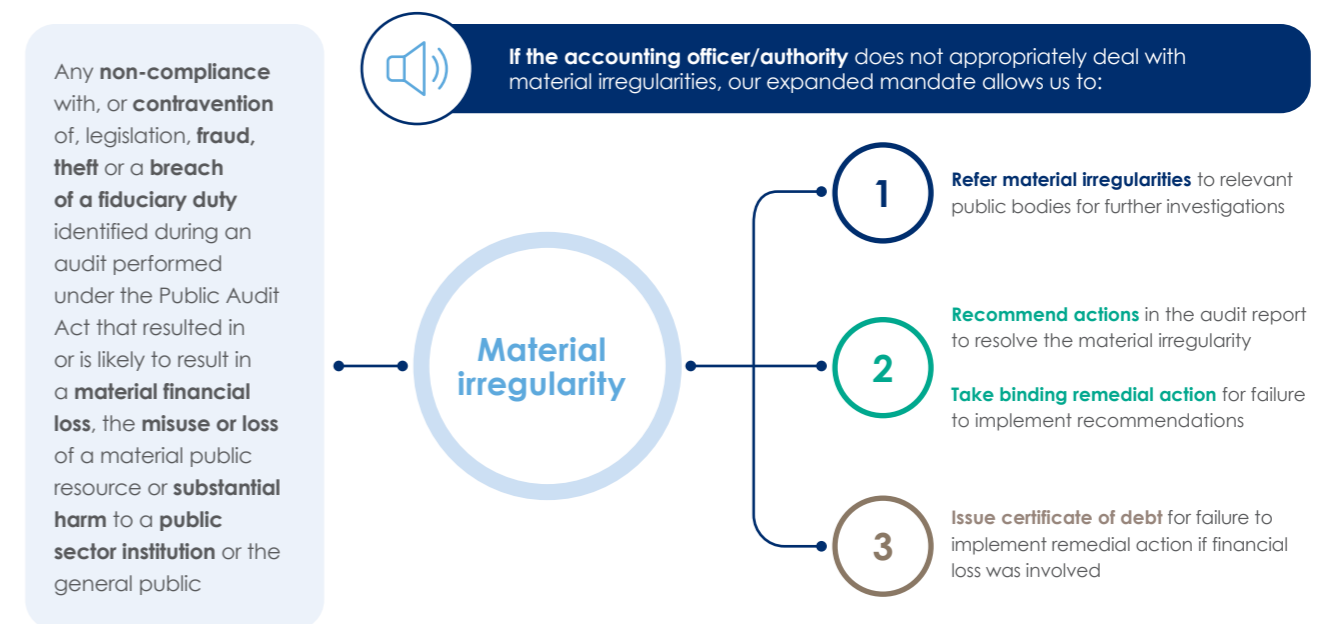 Any non-compliance
with, or contravention
of, legislation, fraud,
theft or a breach
of a fiduciary duty
identified during an
audit performed
under the Public Audit
Act that resulted in
or is likely to result in
a material financial
loss, the misuse or loss
of a material public
resource or substantial
harm to a public
sector institution or the
general public
If the accounting officer/authority does not appropriately deal with
material irregularities, our expanded mandate allows us to:
Material
irregularity
1
Refer material irregularities to relevant
public bodies for further investigations
2
Recommend actions in the audit report
to resolve the material irregularity
Take binding remedial action for failure
to implement recommendations
3
Issue certificate of debt for failure to
implement remedial action if financial
loss was involved